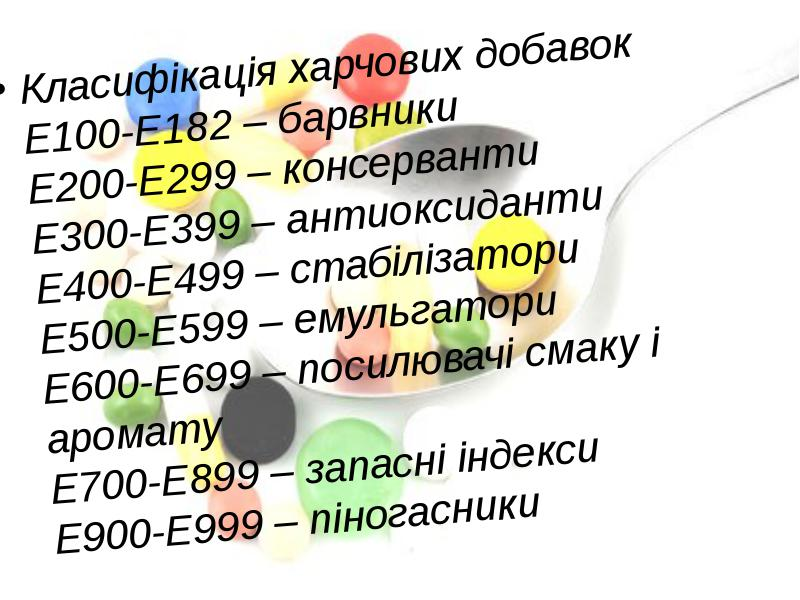 • Класифікація харчових добавок
Е100-Е182 – барвники
Е200-Е299 – консерванти
Е300-Е399 – антиоксиданти
Е400-Е499 – стабілізатори
Е500-Е599 – емульгатори
Е600-Е699 – посилювачі смаку і
аромату
Е700-Е899 – запасні індекси
Е900-Е999 – піногасники